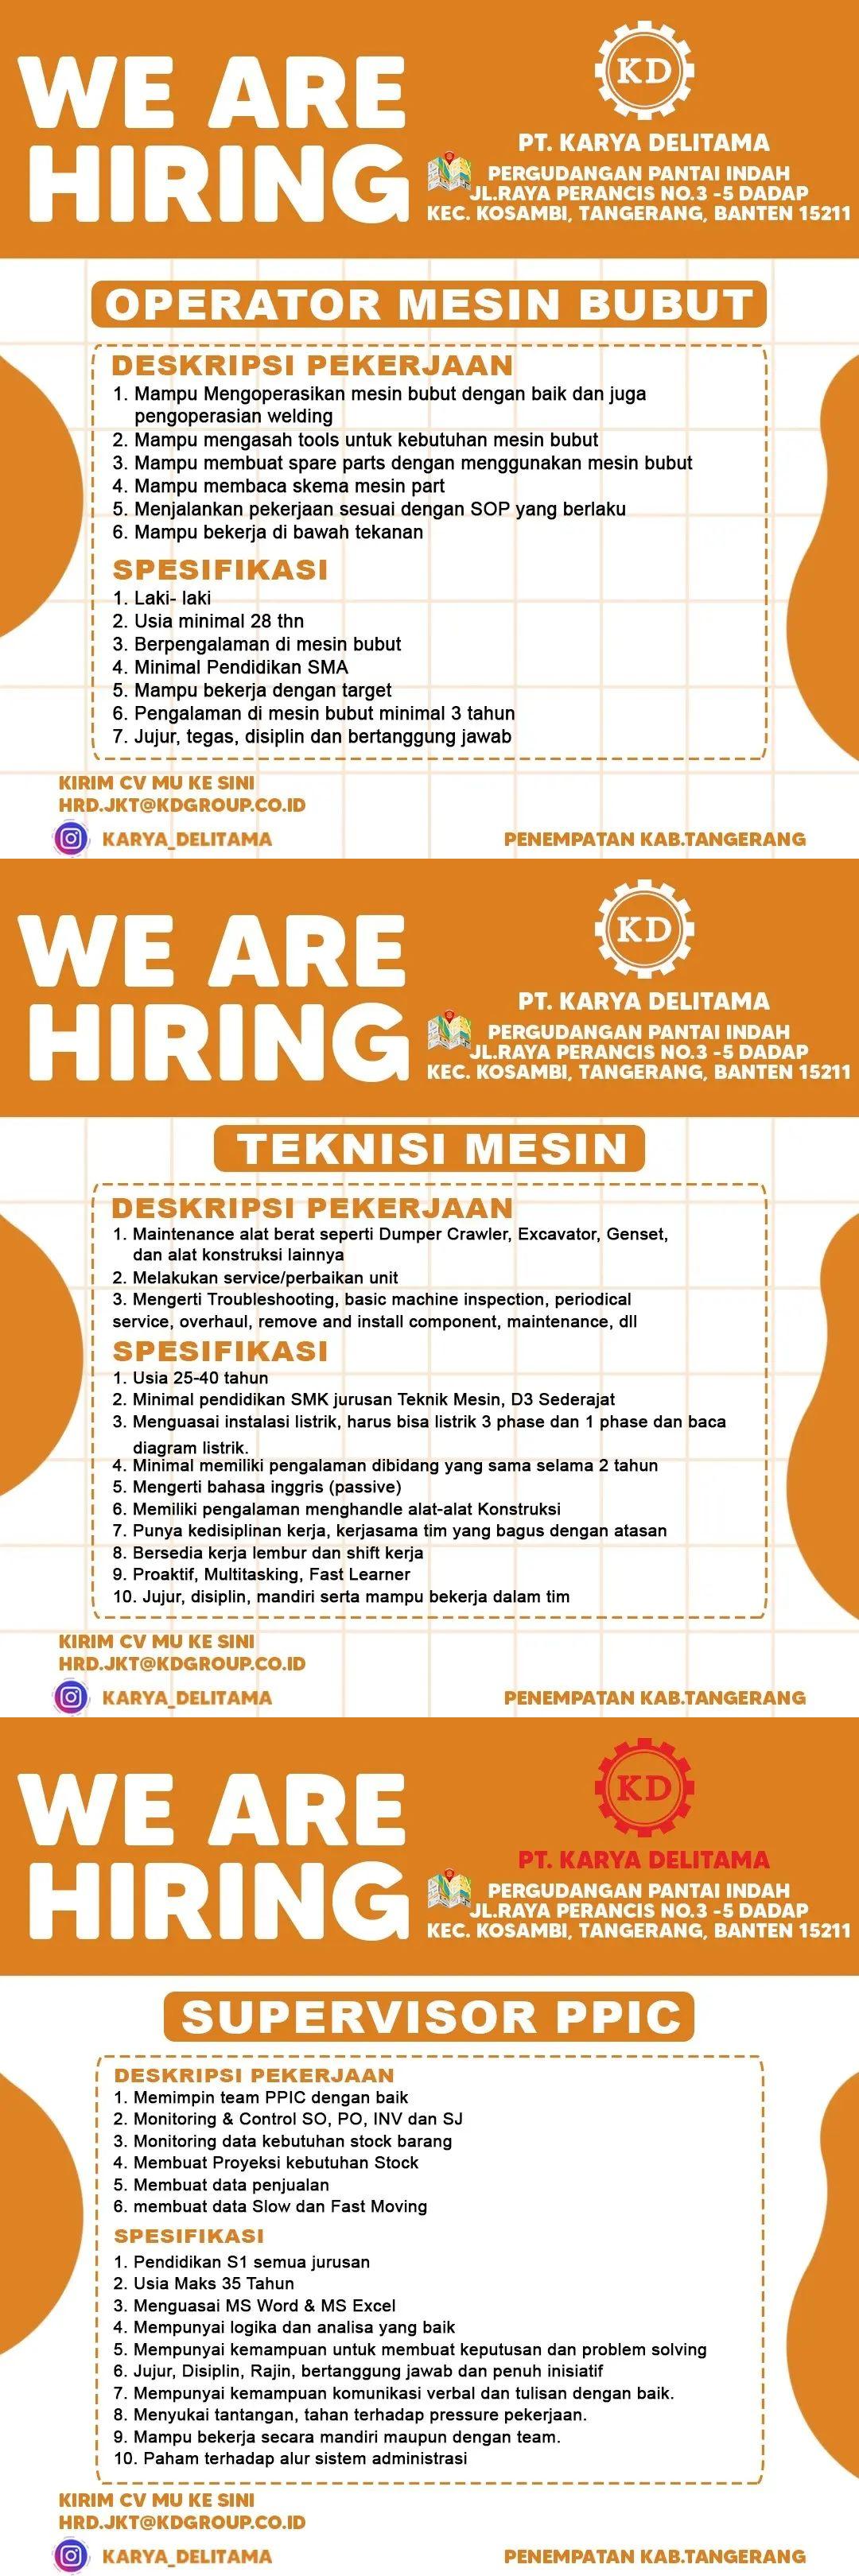 WE ARE
HIRING
KD
PT. KARYA DELITAMA
PERGUDANGAN PANTAI INDAH
JL.RAYA PERANCIS NO.3 -5 DADAP
KEC. KOSAMBI, TANGERANG, BANTEN 15211
OPERATOR MESIN BUBUT
DESKRIPSI PEKERJAAN
1. Mampu Mengoperasikan mesin bubut dengan baik dan juga
pengoperasian welding
2. Mampu mengasah tools untuk kebutuhan mesin bubut
3. Mampu membuat spare parts dengan menggunakan mesin bubut
4. Mampu membaca skema mesin part
5. Menjalankan pekerjaan sesuai dengan SOP yang berlaku
6. Mampu bekerja di bawah tekanan
SPESIFIKASI
1. Laki- laki
2. Usia minimal 28 thn
3. Berpengalaman di mesin bubut
4. Minimal Pendidikan SMA
5. Mampu bekerja dengan target
6. Pengalaman di mesin bubut minimal 3 tahun
7. Jujur, tegas, disiplin dan bertanggung jawab
KIRIM CV MU KE SINI
HRD.JKT@KDGROUP.CO.ID
KARYA_DELITAMA
PENEMPATAN KAB.TANGERANG
WE ARE
HIRING
KD
PT. KARYA DELITAMA
PERGUDANGAN PANTAI INDAH
JL.RAYA PERANCIS NO.3 -5 DADAP
KEC. KOSAMBI, TANGERANG, BANTEN 15211
TEKNISI MESIN
DESKRIPSI PEKERJAAN
1. Maintenance alat berat seperti Dumper Crawler, Excavator, Genset,
dan alat konstruksi lainnya
2. Melakukan service/perbaikan unit
3. Mengerti Troubleshooting, basic machine inspection, periodical
service, overhaul, remove and install component, maintenance, dll
SPESIFIKASI
1. Usia 25-40 tahun
2. Minimal pendidikan SMK jurusan Teknik Mesin, D3 Sederajat
3. Menguasai instalasi listrik, harus bisa listrik 3 phase dan 1 phase dan baca
diagram listrik.
4. Minimal memiliki pengalaman dibidang yang sama selama 2 tahun
5. Mengerti bahasa inggris (passive)
6. Memiliki pengalaman menghandle alat-alat Konstruksi
7. Punya kedisiplinan kerja, kerjasama tim yang bagus dengan atasan
8. Bersedia kerja lembur dan shift kerja
9. Proaktif, Multitasking, Fast Learner
10. Jujur, disiplin, mandiri serta mampu bekerja dalam tim
KIRIM CV MU KE SINI
HRD.JKT@KDGROUP.CO.ID
KARYA_DELITAMA
PENEMPATAN KAB.TANGERANG
WE ARE
HIRING
KD
PT. KARYA DELITAMA
PERGUDANGAN PANTAI INDAH
JL.RAYA PERANCIS NO.3 -5 DADAP
KEC. KOSAMBI, TANGERANG, BANTEN 15211
SUPERVISOR PPIC
DESKRIPSI PEKERJAAN
1. Memimpin team PPIC dengan baik
2. Monitoring & Control SO, PO, INV dan SJ
3. Monitoring data kebutuhan stock barang
4. Membuat Proyeksi kebutuhan Stock
5. Membuat data penjualan
6. membuat data Slow dan Fast Moving
SPESIFIKASI
1. Pendidikan S1 semua jurusan
2. Usia Maks 35 Tahun
3. Menguasai MS Word & MS Excel
4. Mempunyai logika dan analisa yang baik
5. Mempunyai kemampuan untuk membuat keputusan dan problem solving
6. Jujur, Disiplin, Rajin, bertanggung jawab dan penuh inisiatif
7. Mempunyai kemampuan komunikasi verbal dan tulisan dengan baik.
8. Menyukai tantangan, tahan terhadap pressure pekerjaan.
9. Mampu bekerja secara mandiri maupun dengan team.
10. Paham terhadap alur sistem administrasi
KIRIM CV MU KE SINI
HRD.JKT@KDGROUP.CO.ID
KARYA_DELITAMA
PENEMPATAN KAB.TANGERANG